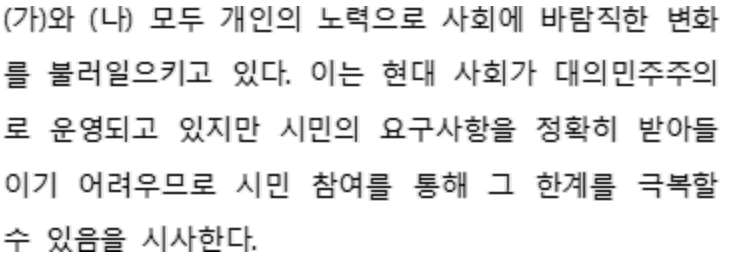 (가)와 (나) 모두 개인의 노력으로 사회에 바람직한 변화
를 불러일으키고 있다. 이는 현대 사회가 대의민주주의
로 운영되고 있지만 시민의 요구사항을 정확히 받아들
이기 어려우므로 시민 참여를 통해 그 한계를 극복할
수 있음을 시사한다.